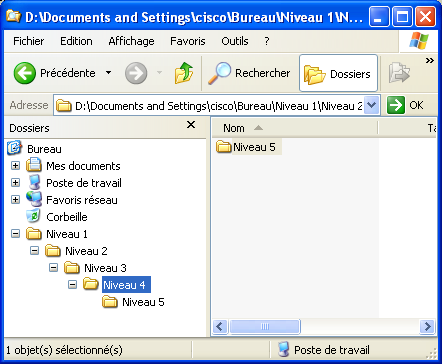 D:\Documents and Settings\cisco\Bureau\Niveau 1\N...
Fichier Edition Affichage Favoris Outils ?
Précédente Rechercher Dossiers
Adresse D:\Documents and Settings\cisco\Bureau\Niveau 1\Niveau 2 OK
Dossiers
Nom Ta
Bureau
Niveau 5
Mes documents
Poste de travail
Favoris réseau
Corbeille
Niveau 1
Niveau 2
Niveau 3
Niveau 4
Niveau 5
1 objet(s) sélectionné(s) Poste de travail